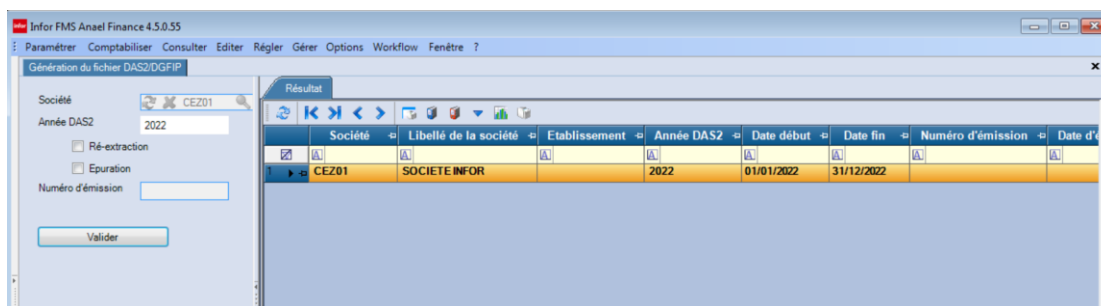 infor Infor FMS Anael Finance 4.5.0.55
Paramétrer Comptabiliser Consulter Editer Régler Gérer Options Workflow Fenêtre ?
Génération du fichier DAS2/DGFIP x
Résultat
Société CEZ01
Année DAS2 2022
Ré-extraction
Epuration
Numéro d'émission
Valider
Société Libellé de la société Etablissement Année DAS2 Date début Date fin Numéro d'émission Date d'é
A A A A A A A A
1 CEZ01 SOCIETE INFOR 2022 01/01/2022 31/12/2022